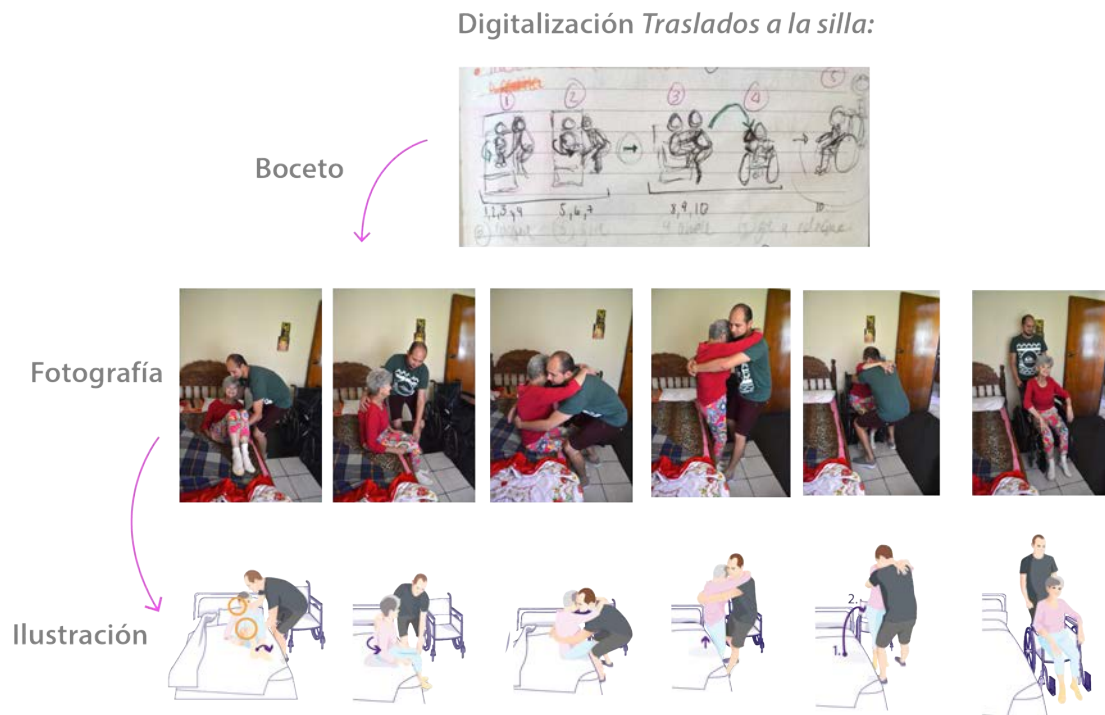 Digitalización Traslados a la silla:
1 2 3 4 5
Boceto
1,2,3 y 4 5, 6, 7 8, 9, 10 10
Fotografía
Ilustración
2.
1.